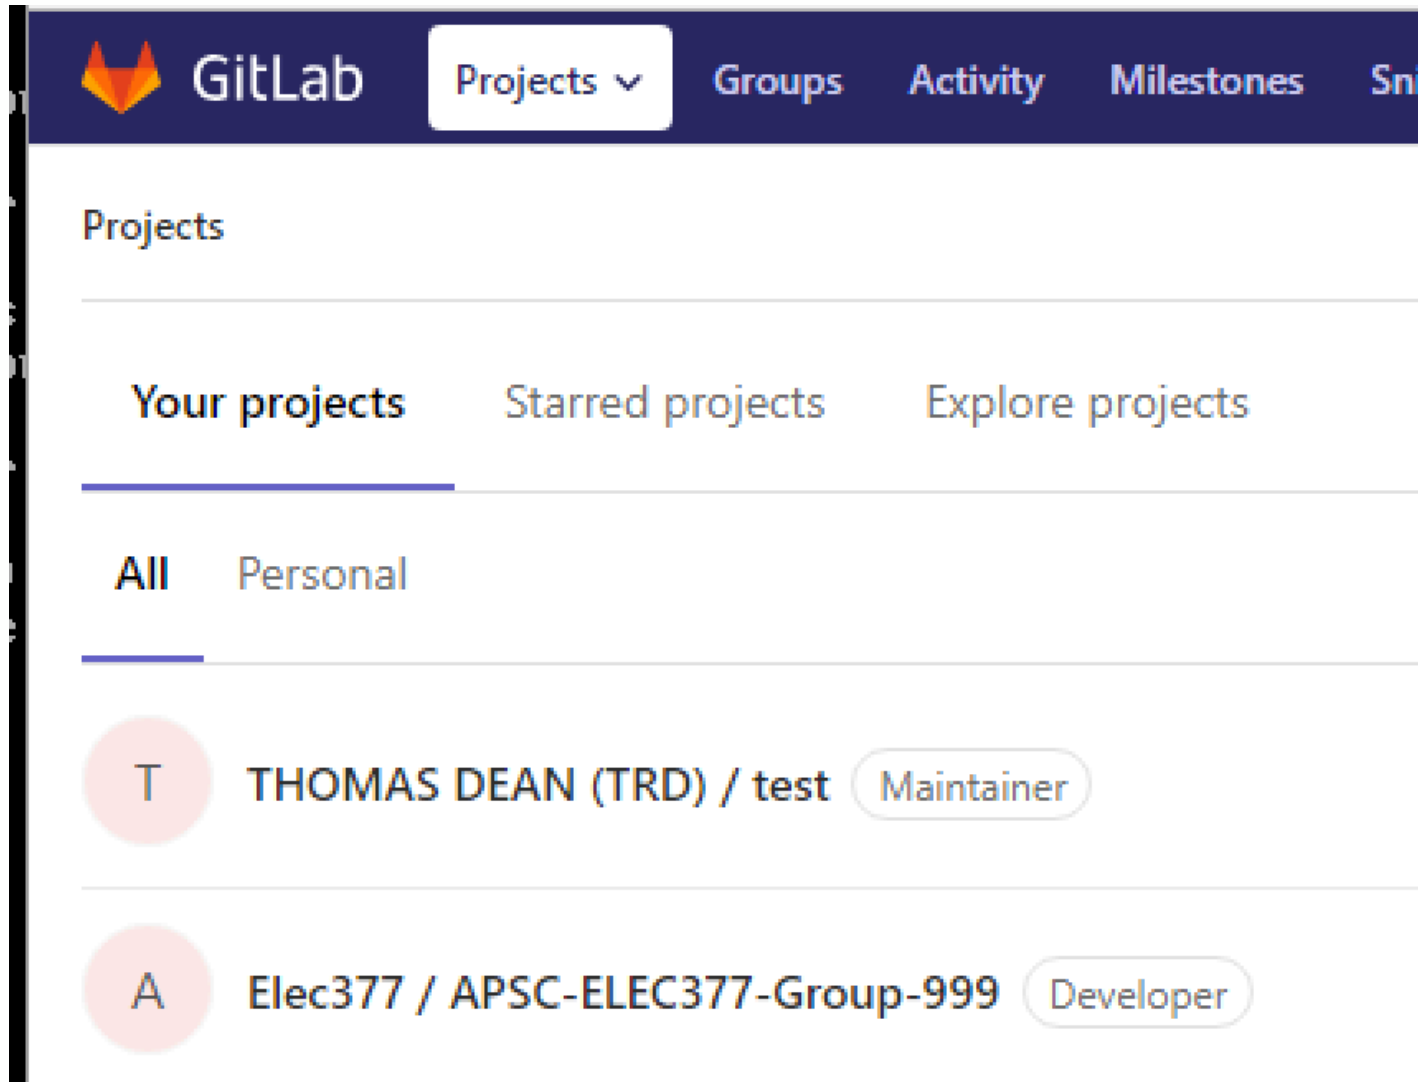 GitLab Projects Groups Activity Milestones
Projects
Your projects Starred projects Explore projects
All Personal
T THOMAS DEAN (TRD) / test Maintainer
A Elec377 / APSC-ELEC377-Group-999 Developer